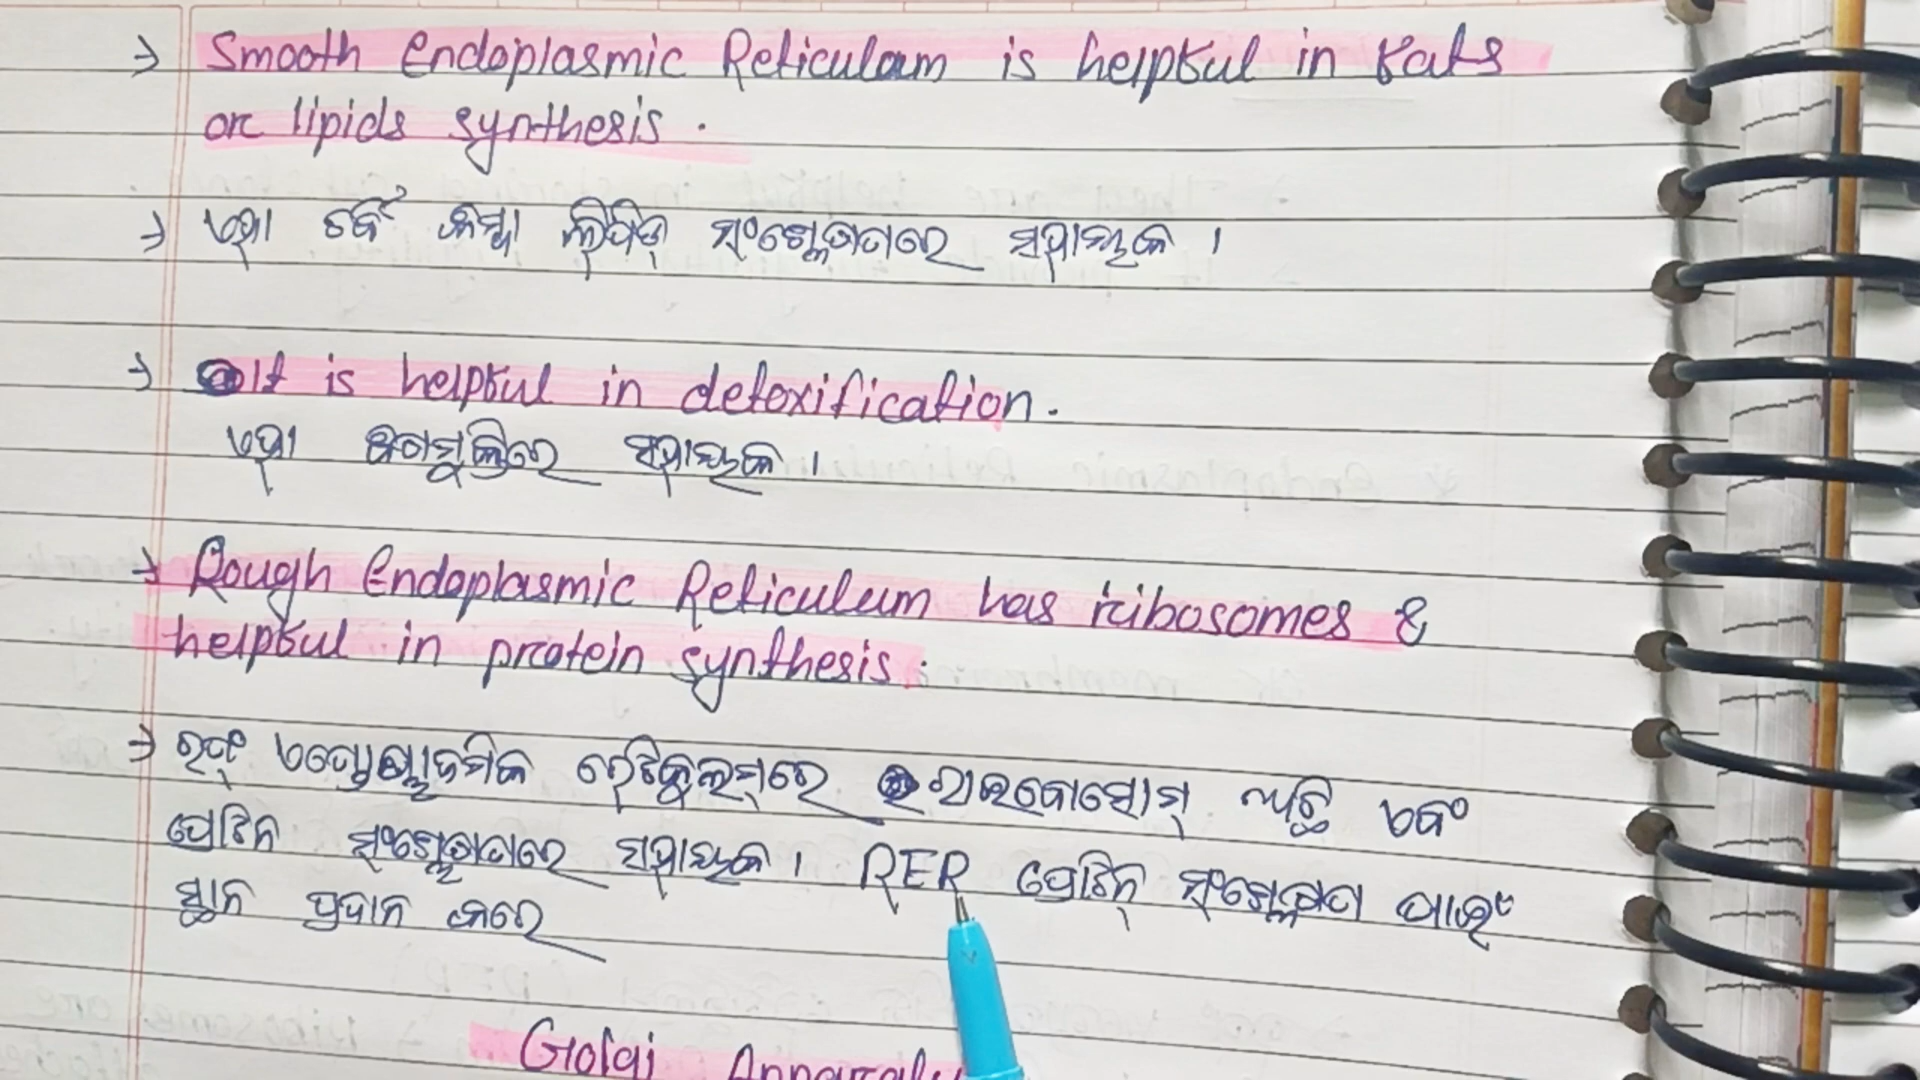 → Smooth Endoplasmic Reticulum is helpful in fats
or lipids synthesis.
→ ଏହା ଚର୍ବି କିମ୍ବା ଲିପିଡ୍ ସଂଶ୍ଳେଷଣରେ ସହାୟକ ।
→ It is helpful in detoxification.
ଏହା ସହାୟକ ।
→ Rough Endoplasmic Reticulum has ribosomes &
helpful in protein synthesis.
→ ରଫ୍ ଏଣ୍ଡୋପ୍ଲାଜମିକ ରେଟିକୁଲମ୍‌ରେ ରାଇବୋସୋମ୍ ଅଛି ଏବଂ
ପ୍ରୋଟିନ ସଂଶ୍ଳେଷଣରେ ସହାୟକ । RER ପ୍ରୋଟିନ୍ ସଂଶ୍ଳେଷଣ ପାଇଁ
ସ୍ଥାନ ପ୍ରଦାନ କରେ
Golgi